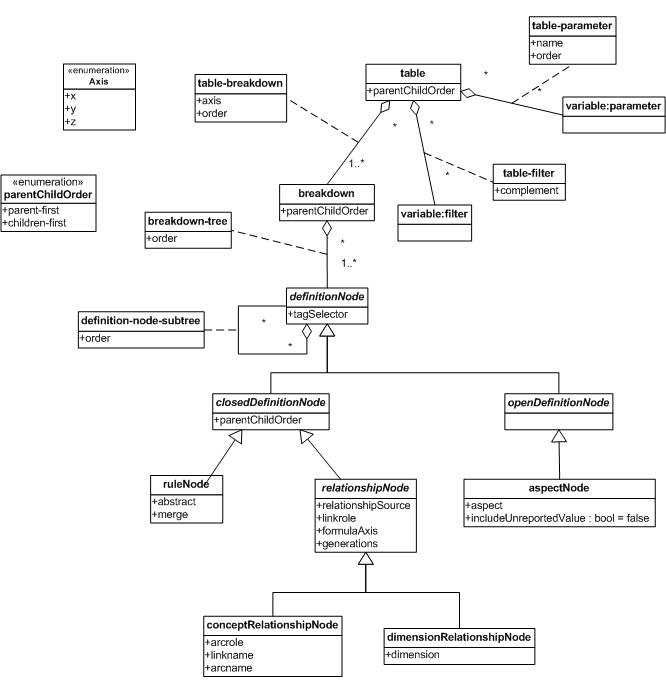 table-parameter
+name
+order
«enumeration»
Axis
+x
+y
+z
table-breakdown
+axis
+order
table
+parentChildOrder
*
*
variable:parameter
*
*
1..*
*
table-filter
+complement
«enumeration»
parentChildOrder
+parent-first
+children-first
breakdown
+parentChildOrder
variable:filter
breakdown-tree
+order
*
1..*
definitionNode
+tagSelector
definition-node-subtree
+order
*
*
closedDefinitionNode
+parentChildOrder
openDefinitionNode
ruleNode
+abstract
+merge
relationshipNode
+relationshipSource
+linkrole
+formulaAxis
+generations
aspectNode
+aspect
+includeUnreportedValue : bool = false
conceptRelationshipNode
+arcrole
+linkname
+arcname
dimensionRelationshipNode
+dimension